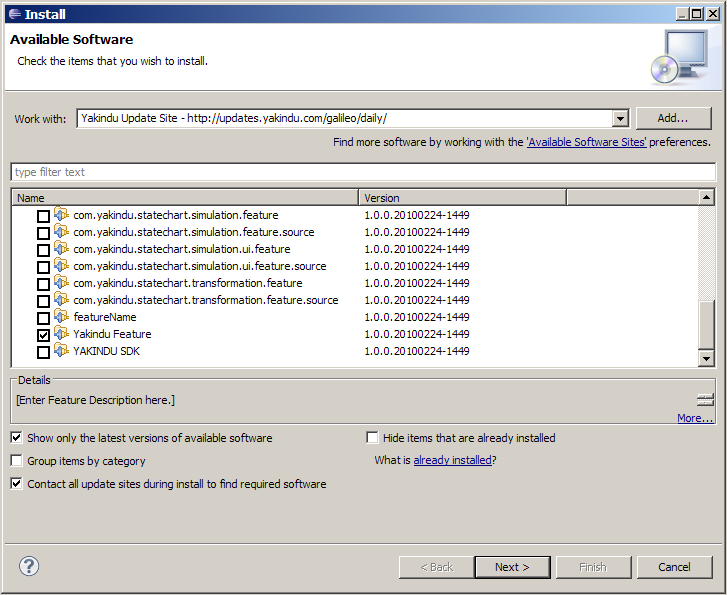 Install
Available Software
Check the items that you wish to install.
Work with: Yakindu Update Site - http://updates.yakindu.com/galileo/daily/ Add...
Find more software by working with the 'Available Software Sites' preferences.
type filter text
Name Version
com.yakindu.statechart.simulation.feature 1.0.0.20100224-1449
com.yakindu.statechart.simulation.feature.source 1.0.0.20100224-1449
com.yakindu.statechart.simulation.ui.feature 1.0.0.20100224-1449
com.yakindu.statechart.simulation.ui.feature.source 1.0.0.20100224-1449
com.yakindu.statechart.transformation.feature 1.0.0.20100224-1449
com.yakindu.statechart.transformation.feature.source 1.0.0.20100224-1449
featureName 1.0.0.20100224-1449
Yakindu Feature 1.0.0.20100224-1449
YAKINDU SDK 1.0.0.20100224-1449
Details
[Enter Feature Description here.]
More...
Show only the latest versions of available software Hide items that are already installed
Group items by category What is already installed?
Contact all update sites during install to find required software
? < Back Next > Finish Cancel